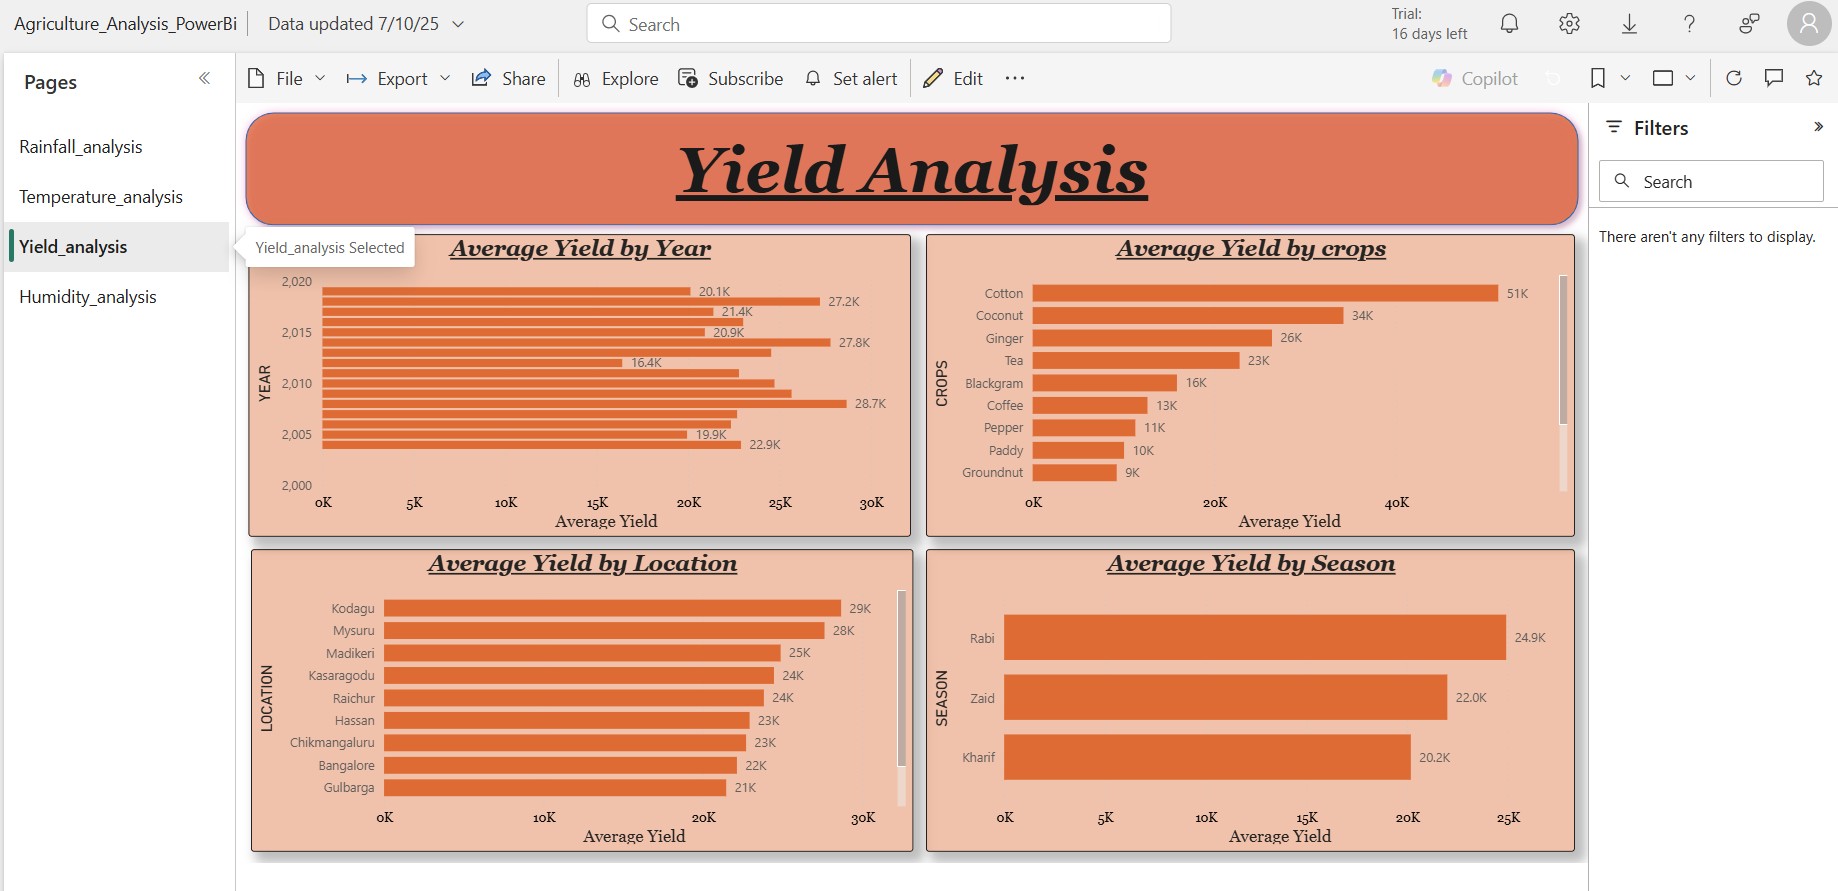 Agriculture_Analysis_PowerBi
Data updated 7/10/25
Search
Trial:
16 days left
Pages
Rainfall_analysis
Temperature_analysis
Yield_analysis
Humidity_analysis
File
Export
Share
Explore
Subscribe
Set alert
Edit
Copilot
Yield Analysis
Yield_analysis Selected
Average Yield by Year
YEAR
2,020
2,015
2,010
2,005
2,000
20.1K
27.2K
21.4K
20.9K
27.8K
16.4K
28.7K
19.9K
22.9K
0K 5K 10K 15K 20K 25K 30K
Average Yield
Average Yield by crops
CROPS
Cotton 51K
Coconut 34K
Ginger 26K
Tea 23K
Blackgram 16K
Coffee 13K
Pepper 11K
Paddy 10K
Groundnut 9K
0K 20K 40K
Average Yield
Average Yield by Location
LOCATION
Kodagu 29K
Mysuru 28K
Madikeri 25K
Kasaragodu 24K
Raichur 24K
Hassan 23K
Chikmangaluru 23K
Bangalore 22K
Gulbarga 21K
0K 10K 20K 30K
Average Yield
Average Yield by Season
SEASON
Rabi 24.9K
Zaid 22.0K
Kharif 20.2K
0K 5K 10K 15K 20K 25K
Average Yield
Filters
Search
There aren't any filters to display.